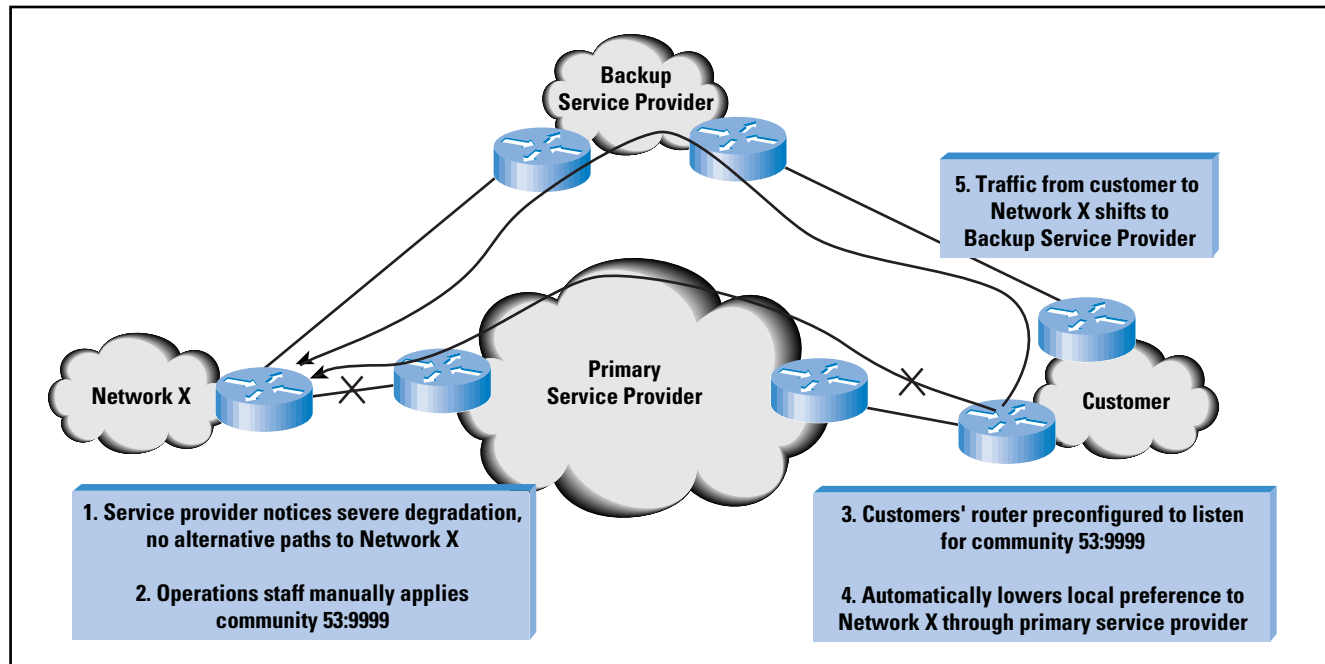 Backup
Service Provider
5. Traffic from customer to
Network X shifts to
Backup Service Provider
Network X
Primary
Service Provider
Customer
1. Service provider notices severe degradation,
no alternative paths to Network X
2. Operations staff manually applies
community 53:9999
3. Customers' router preconfigured to listen
for community 53:9999
4. Automatically lowers local preference to
Network X through primary service provider